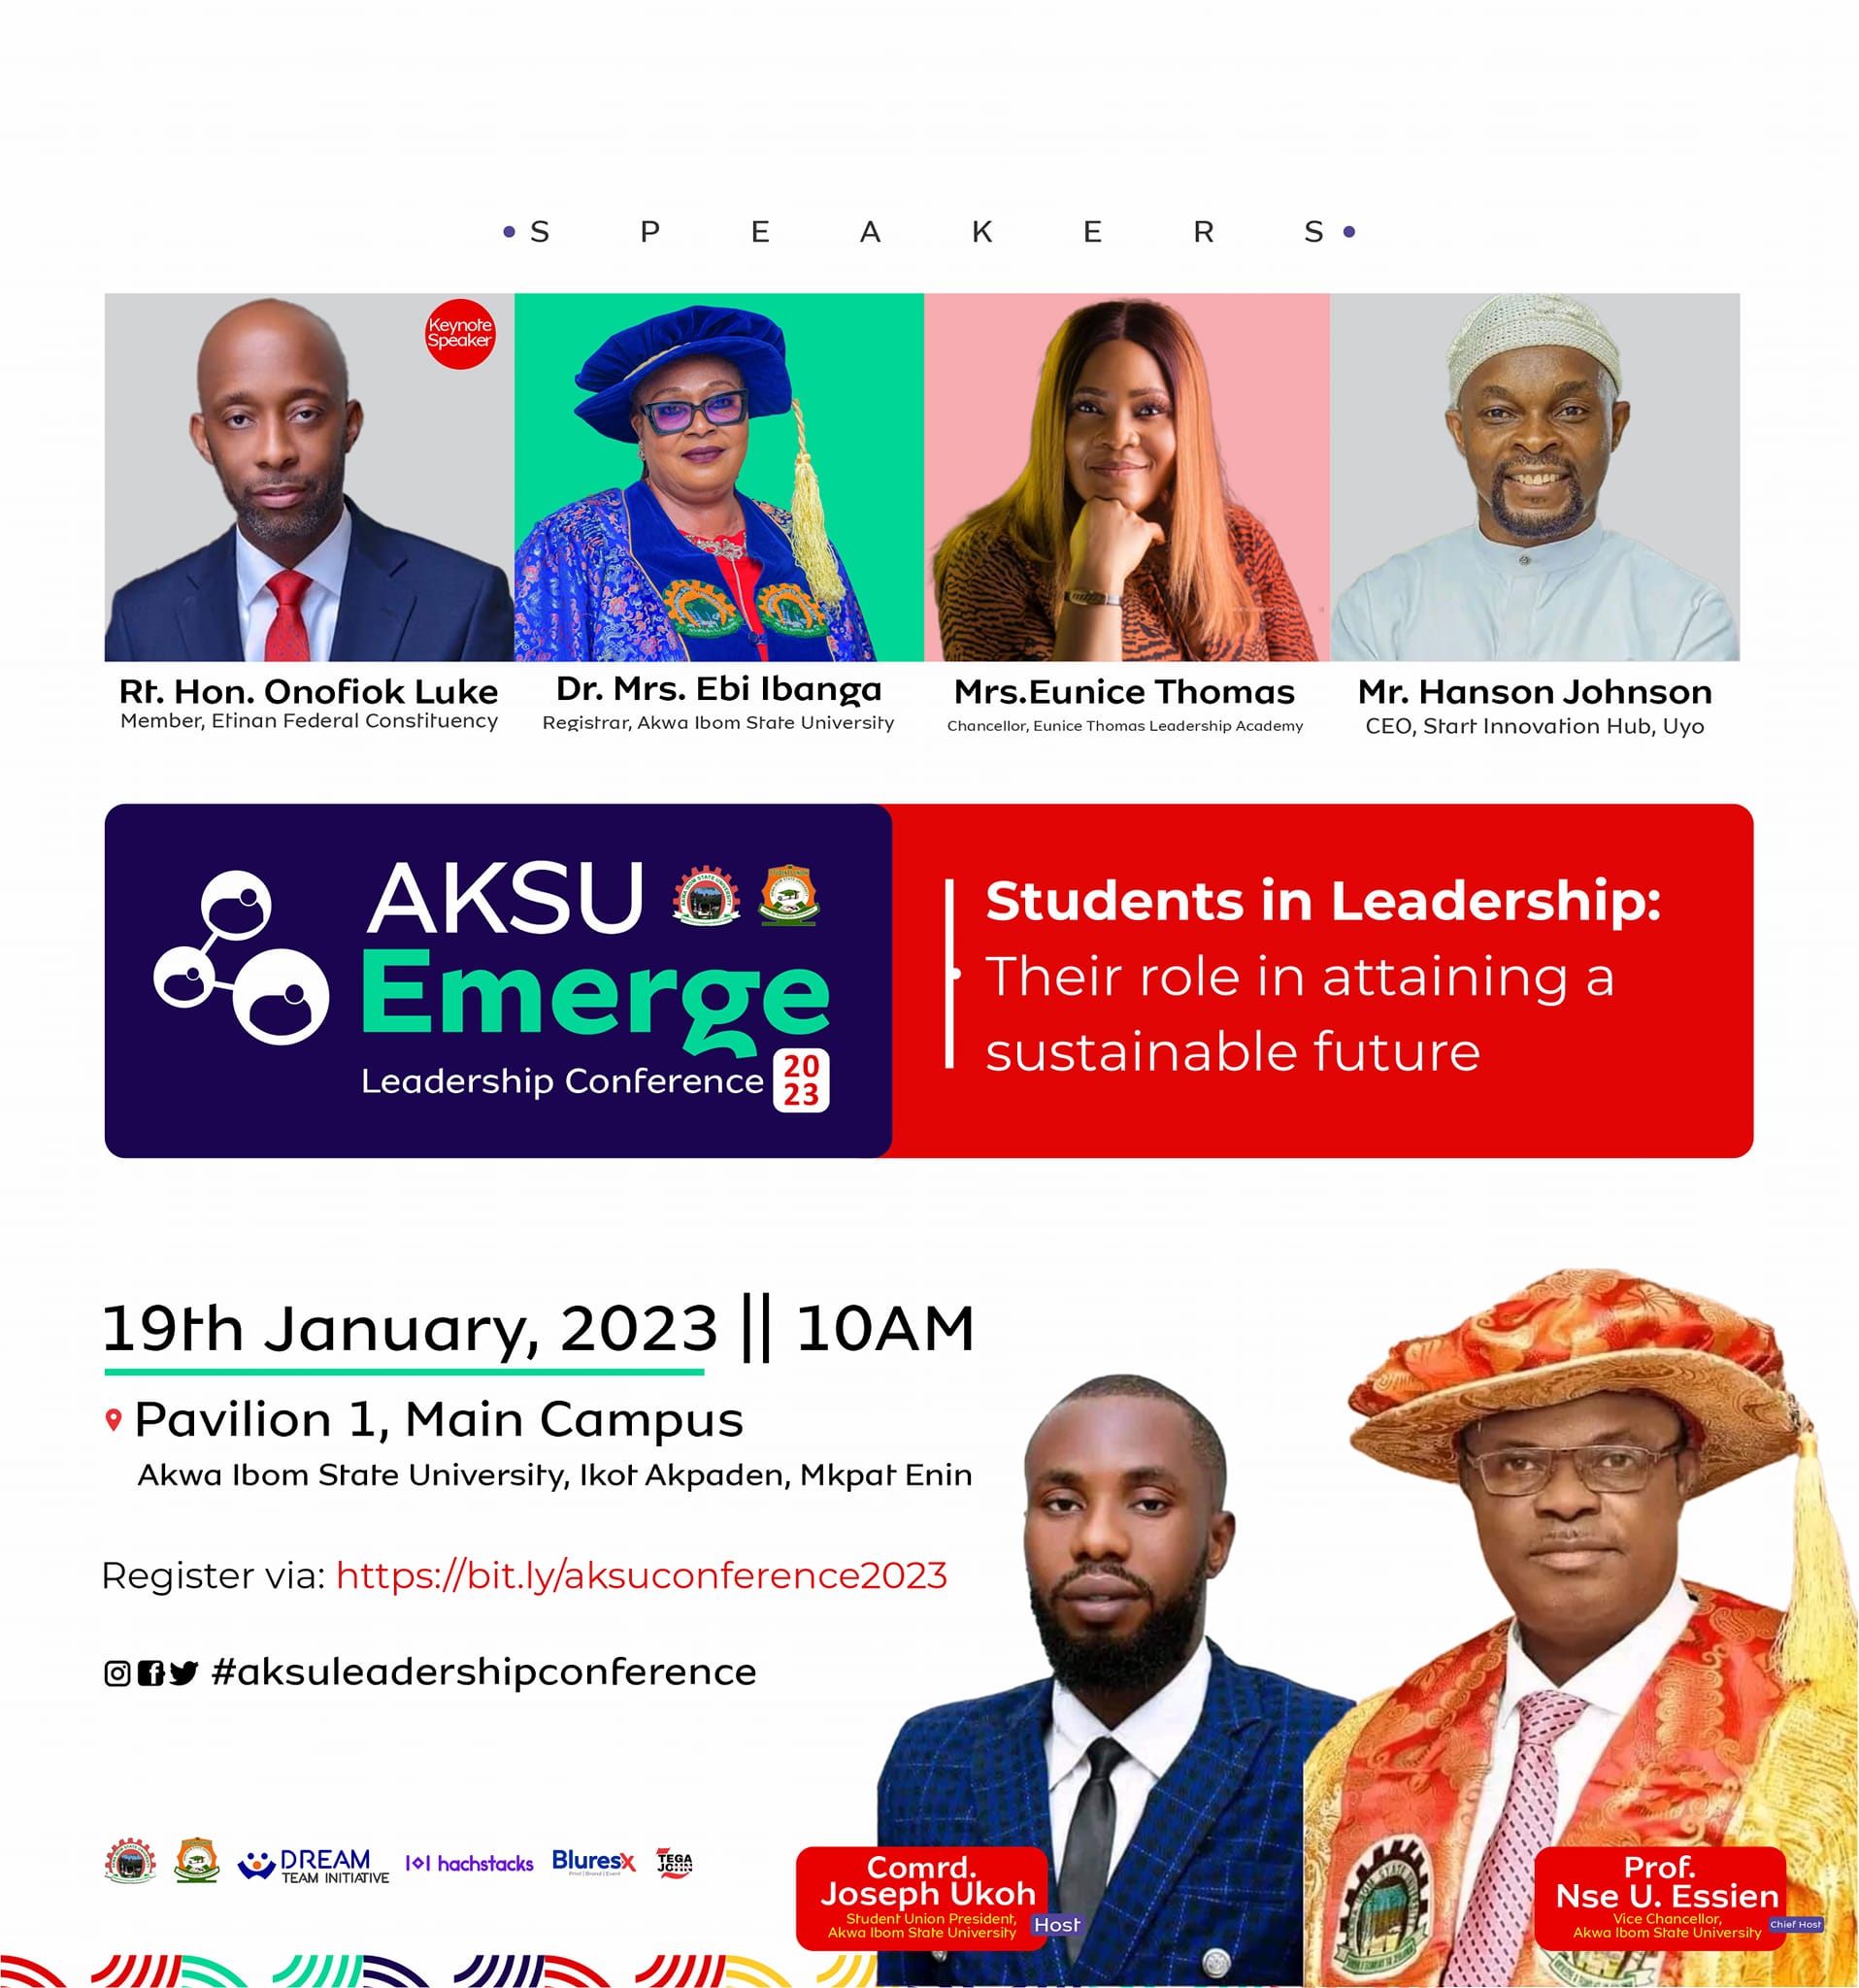 SPEAKERS
Keynote
Speaker
Rt. Hon. Onofiok Luke
Member, Etinan Federal Constituency
Dr. Mrs. Ebi Ibanga
Registrar, Akwa Ibom State University
Mrs.Eunice Thomas
Chancellor, Eunice Thomas Leadership Academy
Mr. Hanson Johnson
CEO, Start Innovation Hub, Uyo
AKSU
Emerge
Leadership Conference
20
23
Students in Leadership:
Their role in attaining a
sustainable future
19th January, 2023 || 10AM
Pavilion 1, Main Campus
Akwa Ibom State University, Ikot Akpaden, Mkpat Enin
Register via: https://bit.ly/aksuconference2023
#aksuleadershipconference
DREAM
TEAM INITIATIVE
hachstacks
BluresX
TEGA
JOHN
Comrd.
Joseph Ukoh
Student Union President,
Akwa Ibom State University
Host
Prof.
Nse U. Essien
Vice Chancellor,
Akwa Ibom State University
Chief Host